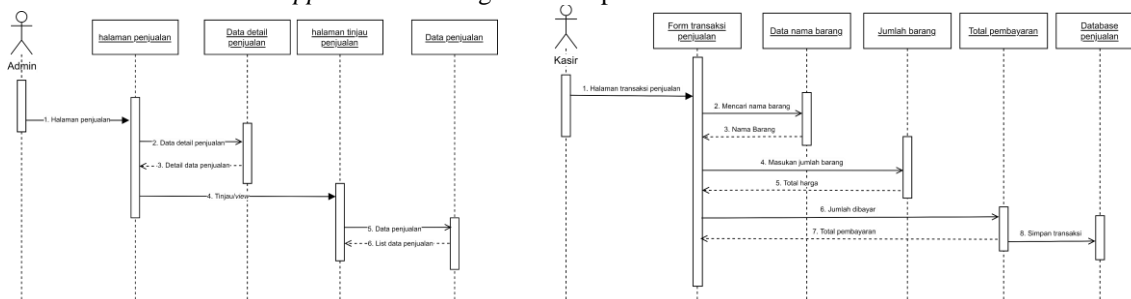 halaman penjualan
Data detail
penjualan
halaman tinjau
penjualan
Data penjualan
Admin
1. Halaman penjualan
2. Data detail penjualan
3. Detail data penjualan
4. Tinjau/view
5. Data penjualan
6. List data penjualan
Form transaksi
penjualan
Data nama barang
Jumlah barang
Total pembayaran
Database
penjualan
Kasir
1. Halaman transaksi penjualan
2. Mencari nama barang
3. Nama Barang
4. Masukan jumlah barang
5. Total harga
6. Jumlah dibayar
7. Total pembayaran
8. Simpan transaksi